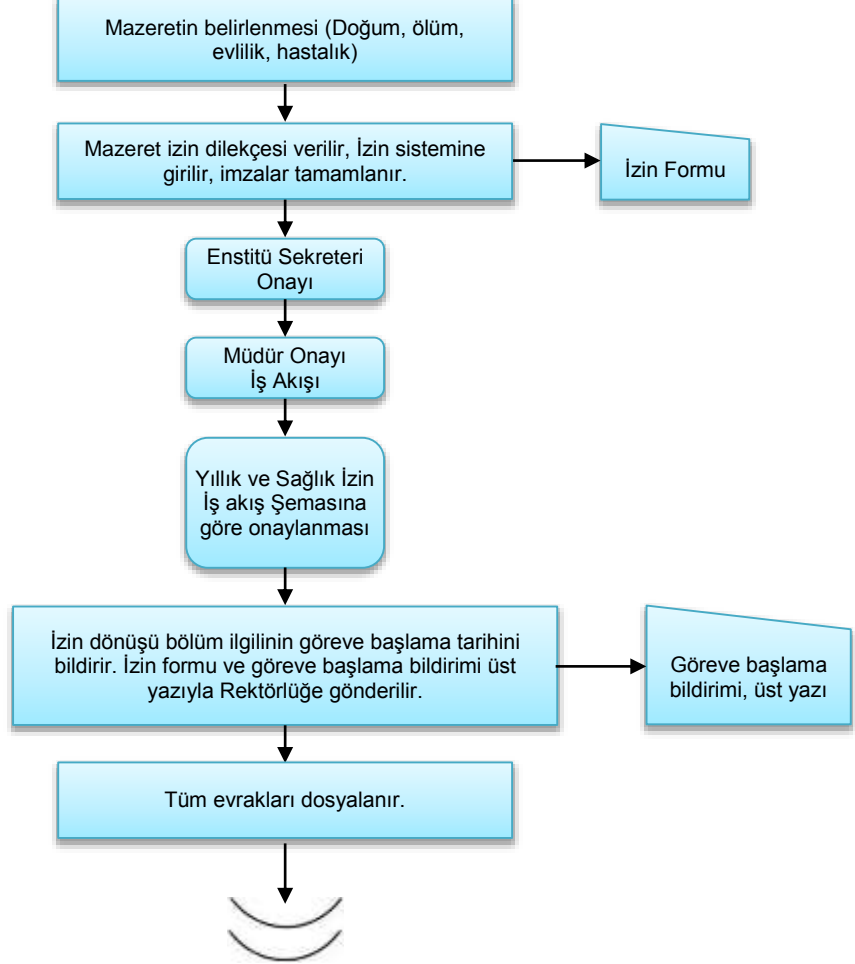 Mazeretin belirlenmesi (Doğum, ölüm,
evlilik, hastalık)
Mazeret izin dilekçesi verilir, İzin sistemine
girilir, imzalar tamamlanır.
İzin Formu
Enstitü Sekreteri
Onayı
Müdür Onayı
İş Akışı
Yıllık ve Sağlık İzin
İş akış Şemasına
göre onaylanması
İzin dönüşü bölüm ilgilinin göreve başlama tarihini
bildirir. İzin formu ve göreve başlama bildirimi üst
yazıyla Rektörlüğe gönderilir.
Göreve başlama
bildirimi, üst yazı
Tüm evrakları dosyalanır.